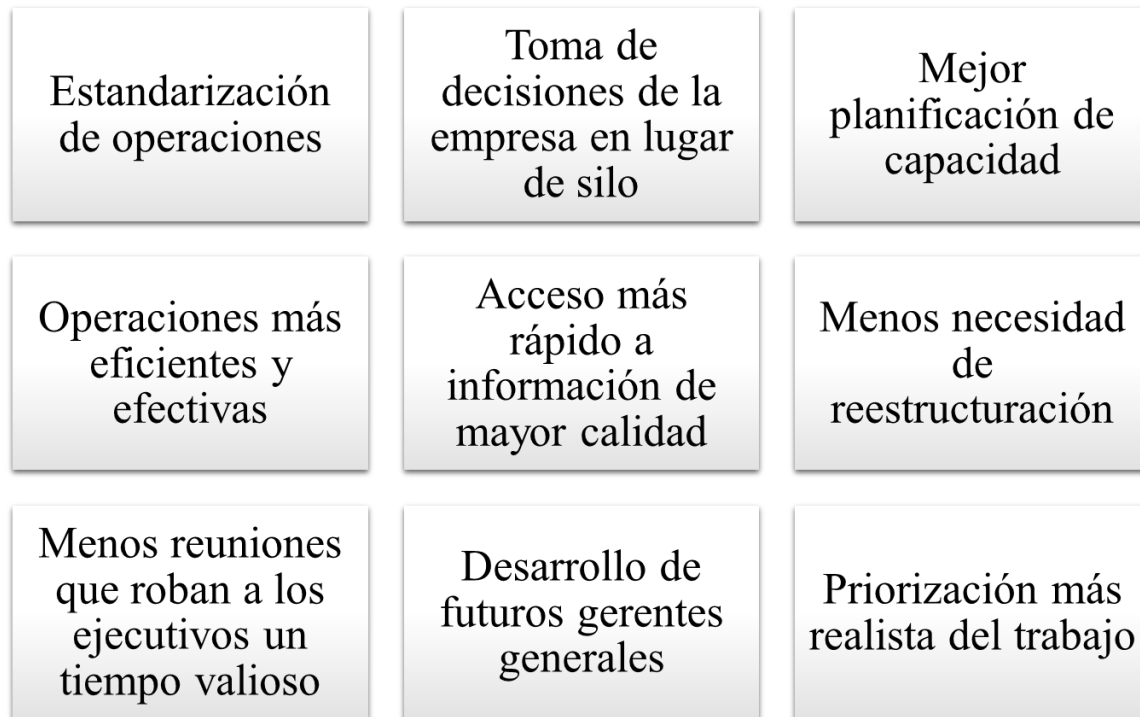 Estandarización
de operaciones
Toma de
decisiones de la
empresa en lugar
de silo
Mejor
planificación de
capacidad
Operaciones más
eficientes y
efectivas
Acceso más
rápido a
información de
mayor calidad
Menos necesidad
de
reestructuración
Menos reuniones
que roban a los
ejecutivos un
tiempo valioso
Desarrollo de
futuros gerentes
generales
Priorización más
realista del trabajo